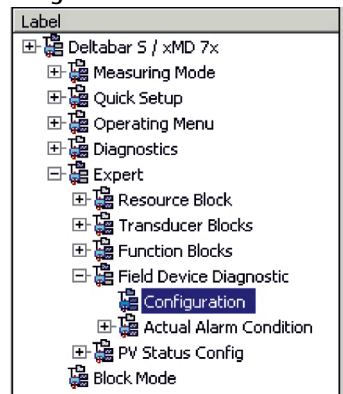 Label
Deltabar S / xMD 7x
Measuring Mode
Quick Setup
Operating Menu
Diagnostics
Expert
Resource Block
Transducer Blocks
Function Blocks
Field Device Diagnostic
Configuration
Actual Alarm Condition
PV Status Config
Block Mode